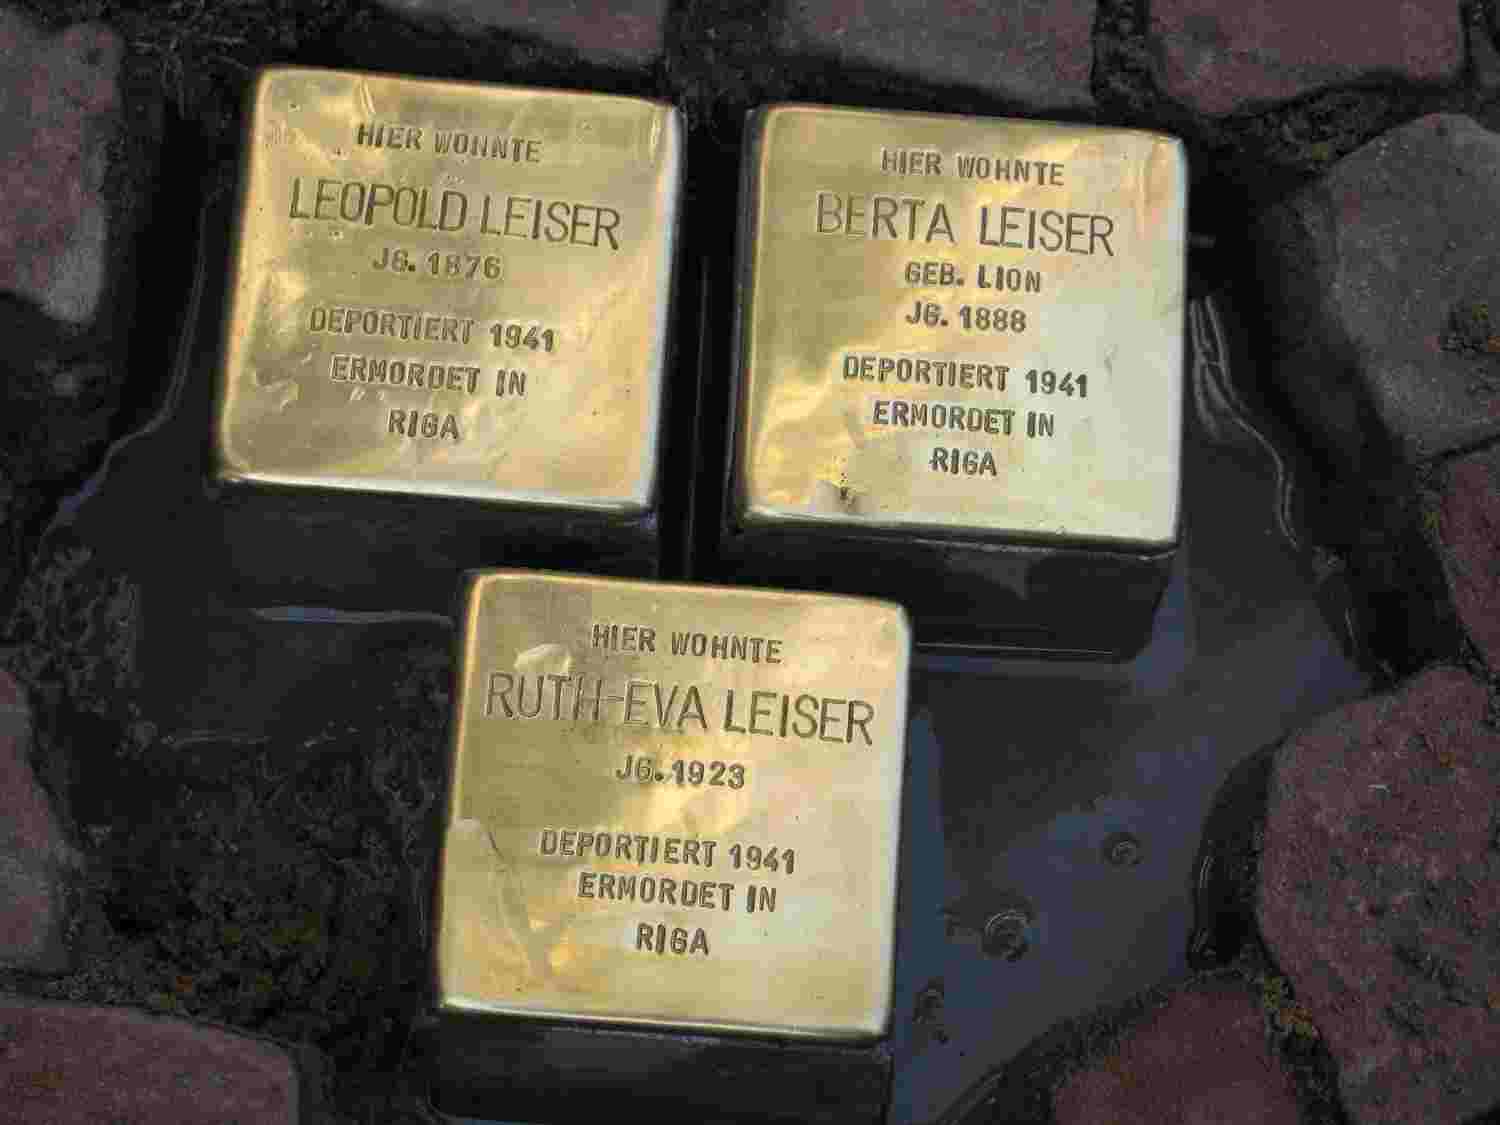 HIER WOHNTE
LEOPOLD LEISER
JG. 1876
DEPORTIERT 1941
ERMORDET IN
RIGA
HIER WOHNTE
BERTA LEISER
GEB. LION
JG. 1888
DEPORTIERT 1941
ERMORDET IN
RIGA
HIER WOHNTE
RUTH-EVA LEISER
JG. 1923
DEPORTIERT 1941
ERMORDET IN
RIGA